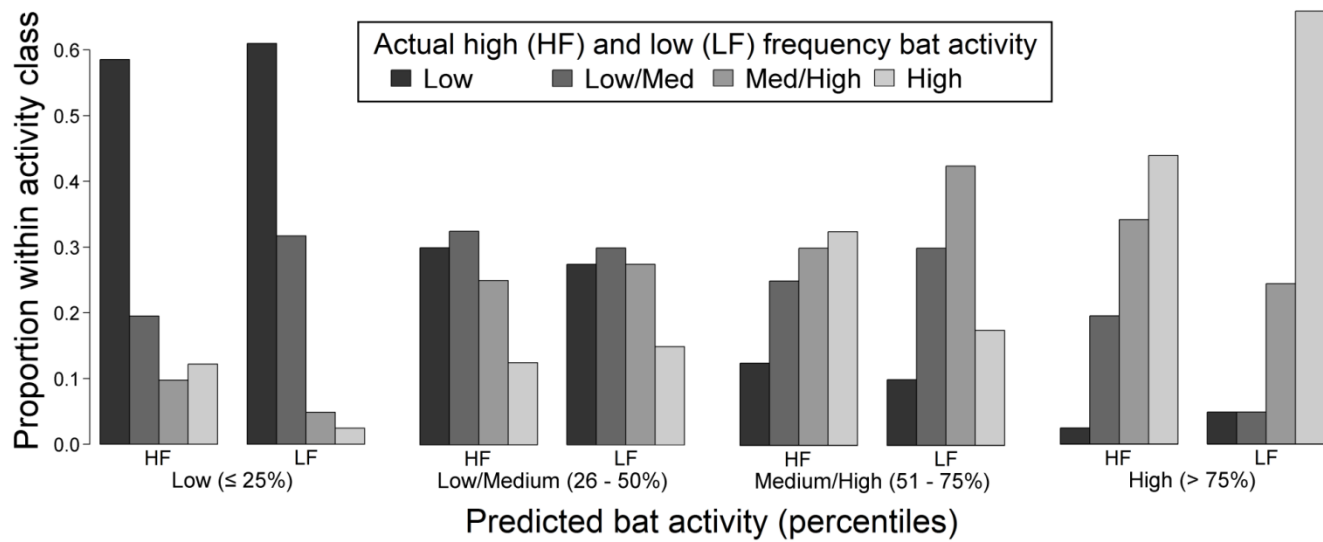 Proportion within activity class
0.6
0.5
0.4
0.3
0.2
0.1
0.0
Actual high (HF) and low (LF) frequency bat activity
Low Low/Med Med/High High
HF LF HF LF HF LF HF LF
Low (≤ 25%) Low/Medium (26 - 50%) Medium/High (51 - 75%) High (> 75%)
Predicted bat activity (percentiles)